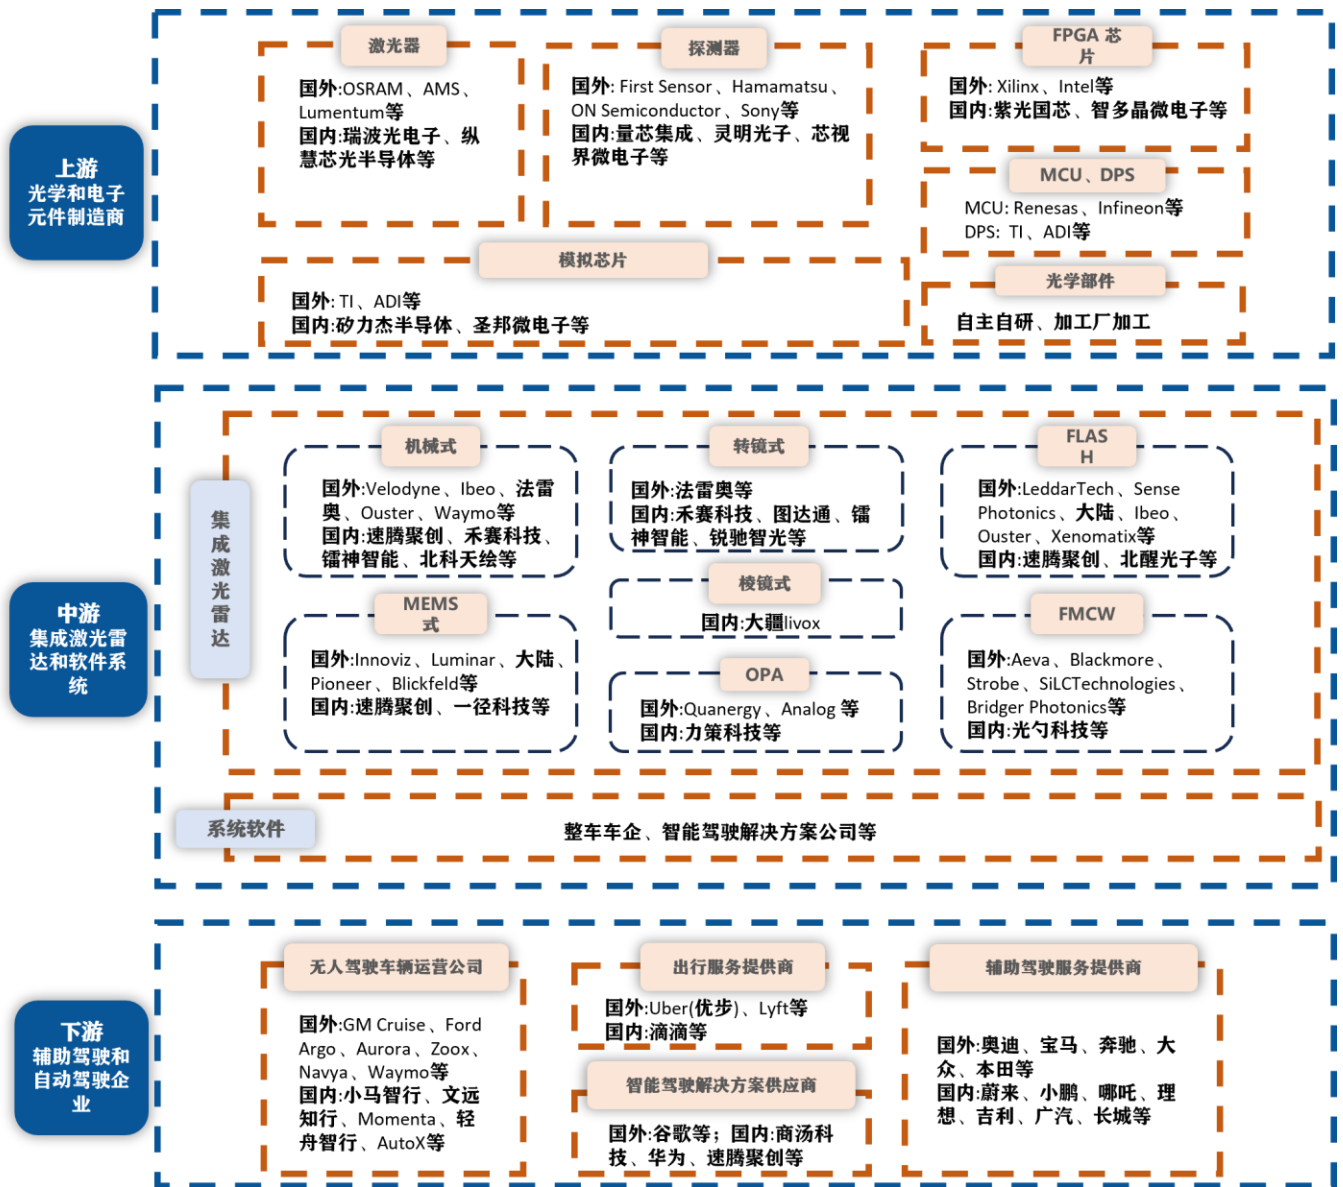 上游
光学和电子
元件制造商
激光器
国外:OSRAM、AMS、
Lumentum等
国内:瑞波光电子、纵
慧芯光半导体等
探测器
国外: First Sensor、Hamamatsu、
ON Semiconductor、Sony等
国内:量芯集成、灵明光子、芯视
界微电子等
FPGA 芯
片
国外: Xilinx、Intel等
国内:紫光国芯、智多晶微电子等
MCU、DPS
MCU: Renesas、Infineon等
DPS: TI、ADI等
模拟芯片
国外: TI、ADI等
国内:矽力杰半导体、圣邦微电子等
光学部件
自主自研、加工厂加工
中游
集成激光雷
达和软件系
统
集
成
激
光
雷
达
机械式
国外:Velodyne、Ibeo、法雷
奥、Ouster、Waymo等
国内:速腾聚创、禾赛科技、
镭神智能、北科天绘等
转镜式
国外:法雷奥等
国内:禾赛科技、图达通、镭
神智能、锐驰智光等
FLAS
H
国外:LeddarTech、Sense
Photonics、大陆、Ibeo、
Ouster、Xenomatix等
国内:速腾聚创、北醒光子等
MEMS
式
国外:Innoviz、Luminar、大陆、
Pioneer、Blickfeld等
国内:速腾聚创、一径科技等
棱镜式
国内:大疆livox
OPA
国外:Quanergy、Analog 等
国内:力策科技等
FMCW
国外:Aeva、Blackmore、
Strobe、SiLCTechnologies、
Bridger Photonics等
国内:光勺科技等
系统软件
整车车企、智能驾驶解决方案公司等
下游
辅助驾驶和
自动驾驶企
业
无人驾驶车辆运营公司
国外:GM Cruise、Ford
Argo、Aurora、Zoox、
Navya、Waymo等
国内:小马智行、文远
知行、Momenta、轻
舟智行、AutoX等
出行服务提供商
国外:Uber(优步)、Lyft等
国内:滴滴等
智能驾驶解决方案供应商
国外:谷歌等；国内:商汤科
技、华为、速腾聚创等
辅助驾驶服务提供商
国外:奥迪、宝马、奔驰、大
众、本田等
国内:蔚来、小鹏、哪吒、理
想、吉利、广汽、长城等